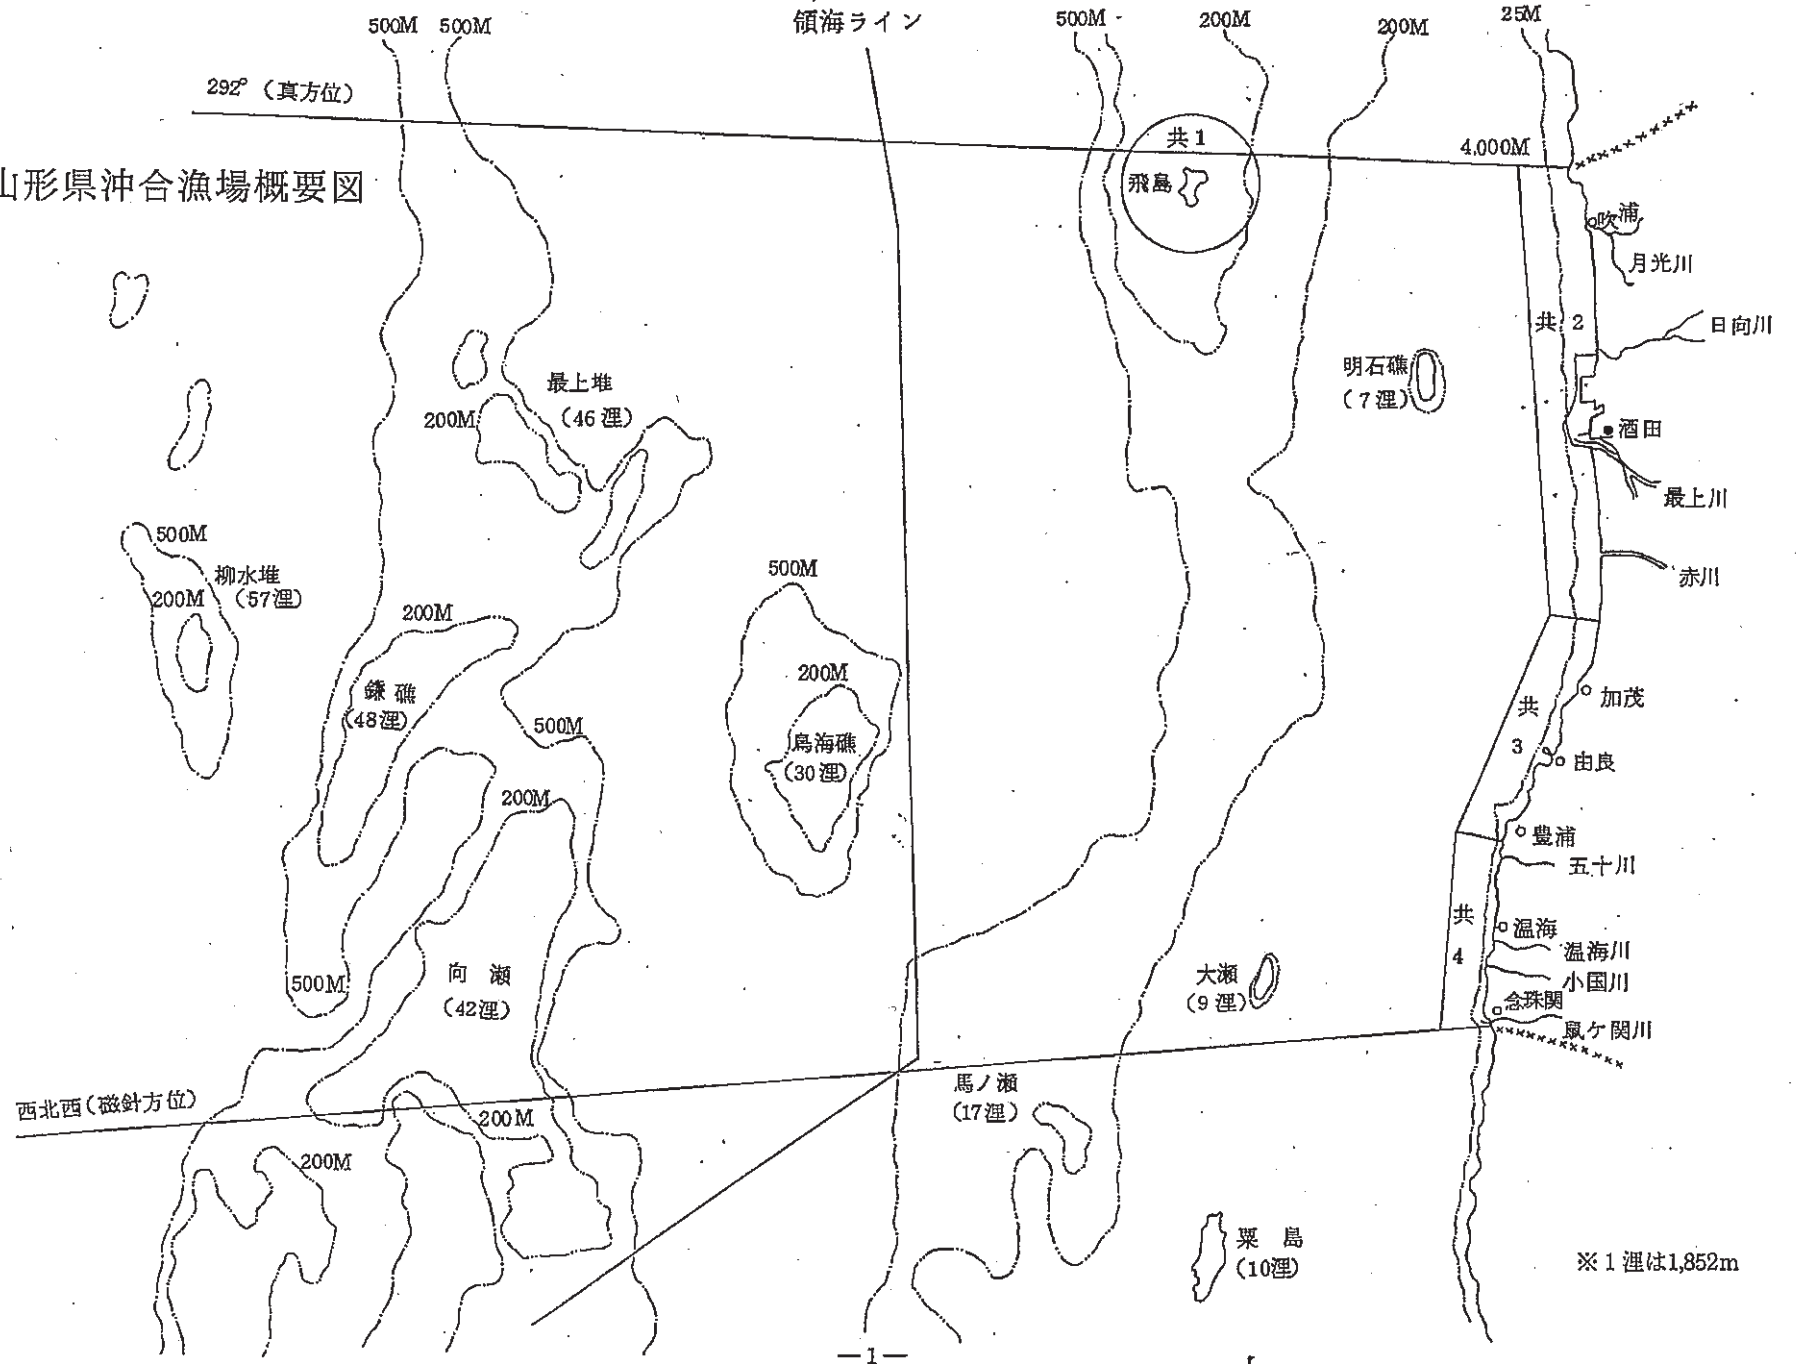 500M 500M
領海ライン
500M
200M
200M
25M
292°(真方位)
共1
4,000M
山形県沖合漁場概要図
飛島
吹浦
月光川
共 2
日向川
最上堆
(46浬)
200M
明石礁
(7浬)
酒田
最上川
500M
柳水堆
(57浬)
200M
500M
赤川
200M
鎌礁
(48浬)
500M
200M
鳥海礁
(30浬)
加茂
共
3
由良
200M
豊浦
五十川
共
4
温海
温海川
小国川
念珠関
鼠ケ関川
500M
向瀬
(42浬)
大瀬
(9浬)
西北西(磁針方位)
馬ノ瀬
(17浬)
200M
200M
粟島
(10浬)
※1浬は1,852m
—1—